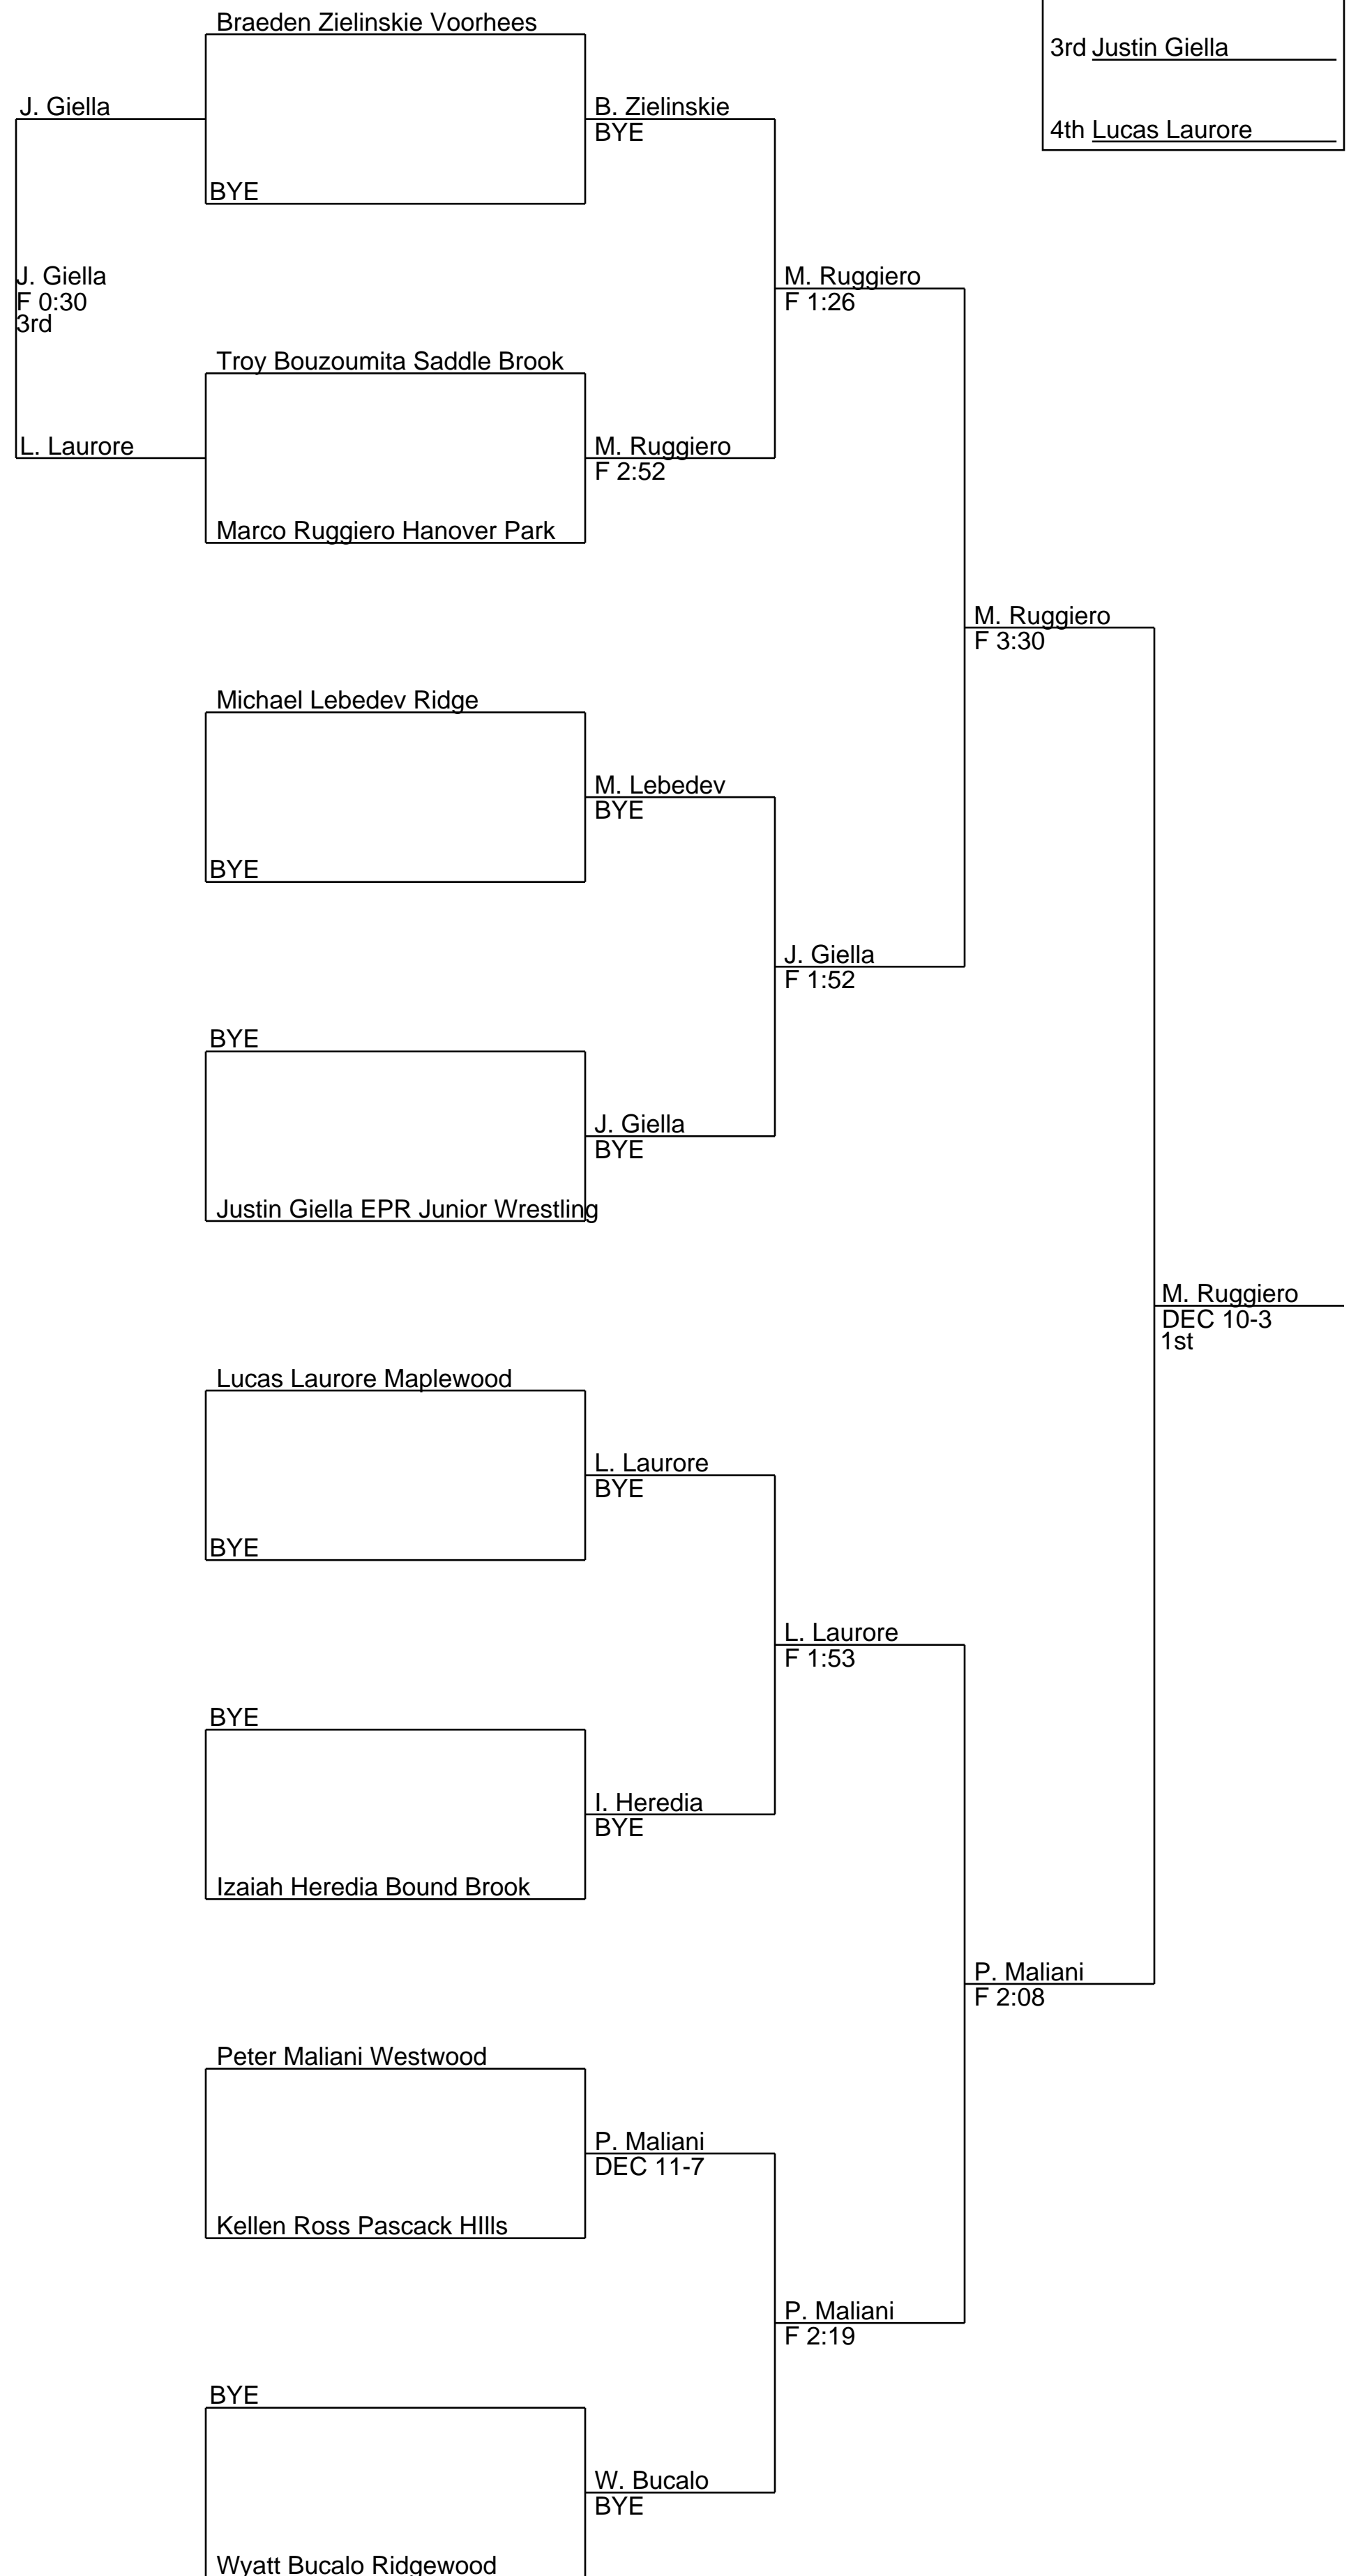 Braeden Zielinskie Voorhees
3rd Justin Giella
J. Giella
B. Zielinskie
BYE
4th Lucas Laurore
BYE
J. Giella
F 0:30
3rd
M. Ruggiero
F 1:26
Troy Bouzoumita Saddle Brook
L. Laurore
M. Ruggiero
F 2:52
Marco Ruggiero Hanover Park
M. Ruggiero
F 3:30
Michael Lebedev Ridge
M. Lebedev
BYE
BYE
J. Giella
F 1:52
BYE
J. Giella
BYE
Justin Giella EPR Junior Wrestling
M. Ruggiero
DEC 10-3
1st
Lucas Laurore Maplewood
L. Laurore
BYE
BYE
L. Laurore
F 1:53
BYE
I. Heredia
BYE
Izaiah Heredia Bound Brook
P. Maliani
F 2:08
Peter Maliani Westwood
P. Maliani
DEC 11-7
Kellen Ross Pascack HIlls
P. Maliani
F 2:19
BYE
W. Bucalo
BYE
Wyatt Bucalo Ridgewood